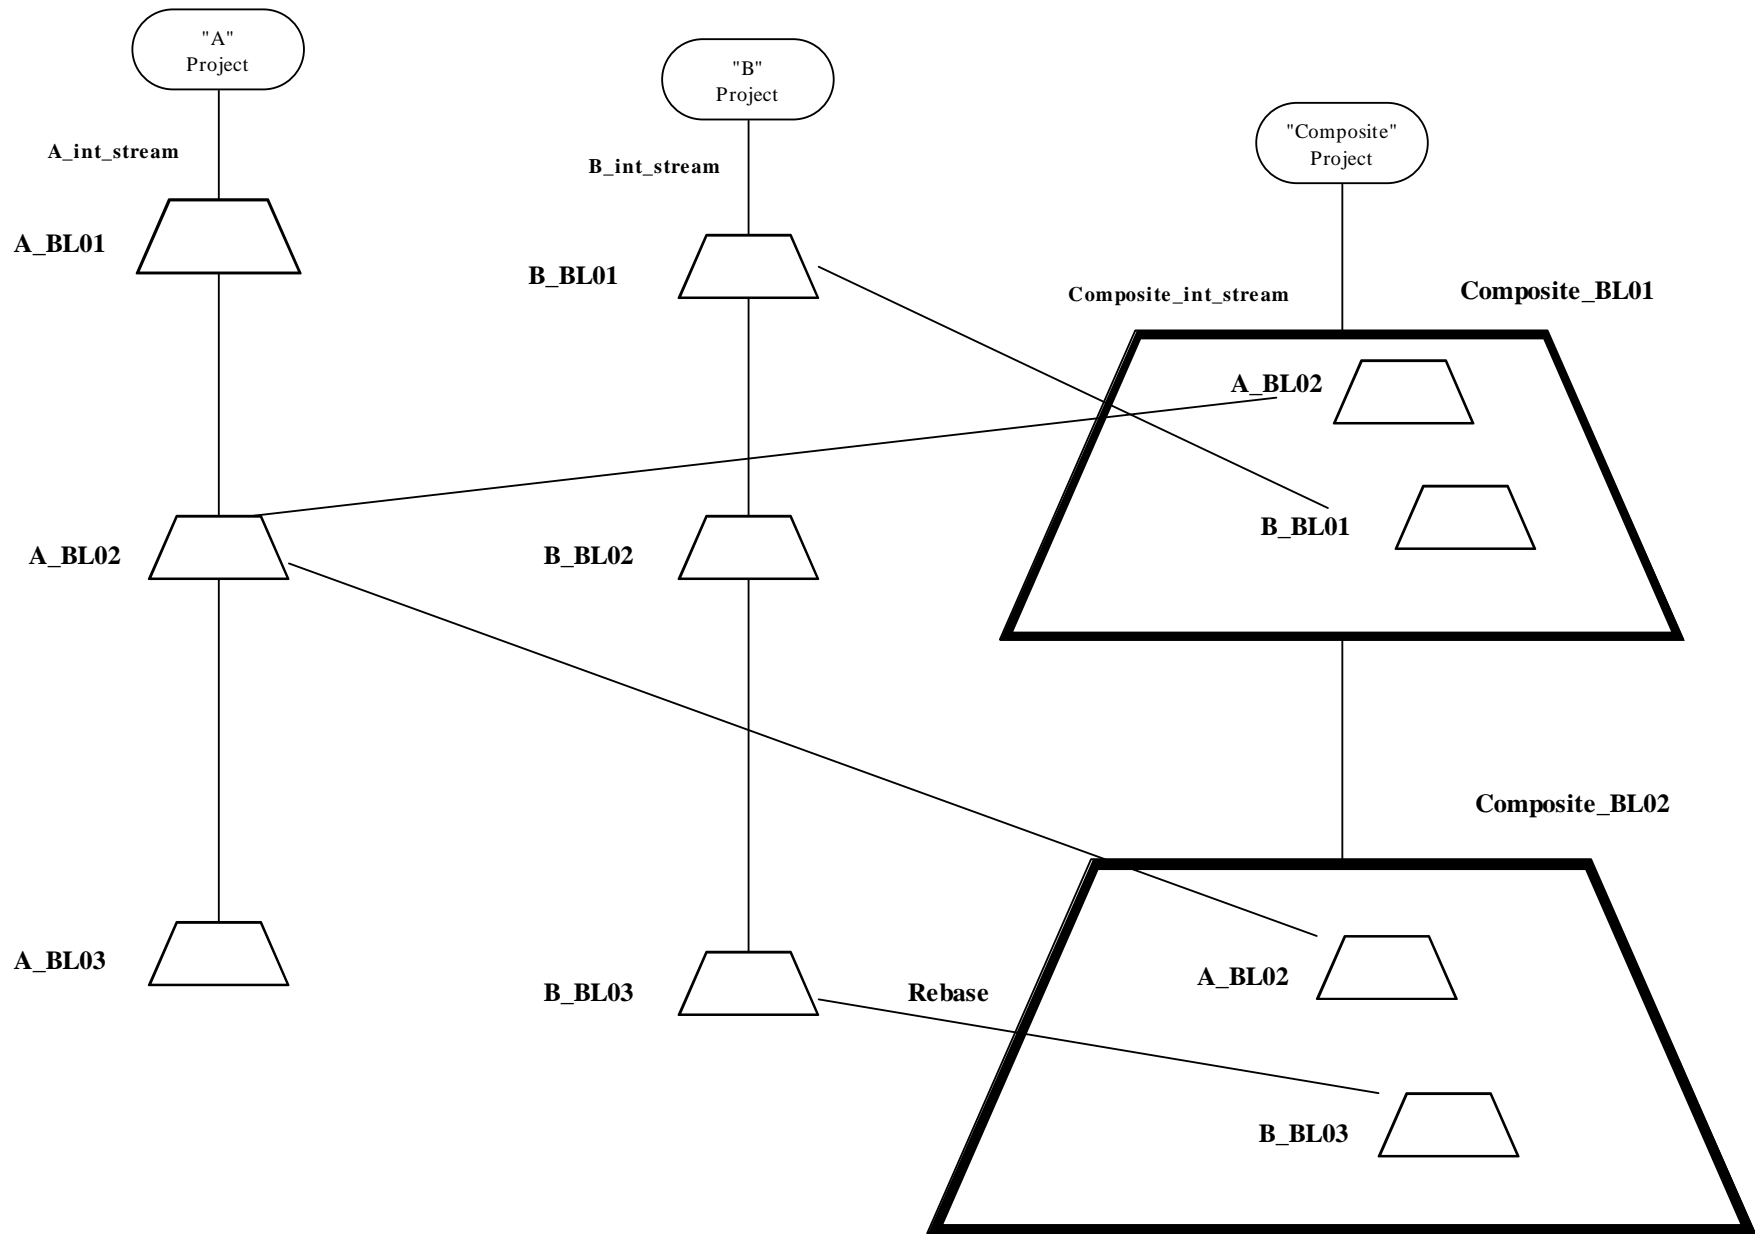 "A"
Project
"B"
Project
"Composite"
Project
A_int_stream
B_int_stream
A_BL01
B_BL01
Composite_int_stream
Composite_BL01
A_BL02
B_BL01
A_BL02
B_BL02
Composite_BL02
A_BL03
B_BL03
Rebase
A_BL02
B_BL03